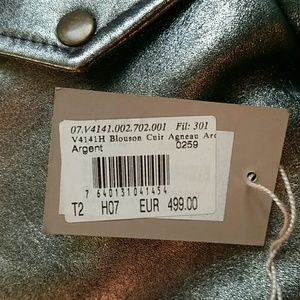 07.V4141.002.702.001 Fil: 301
V4141H Blouson Cuir Agneau Arg
Argent 0259
7 640131 041454
T2 H07 EUR 499.00